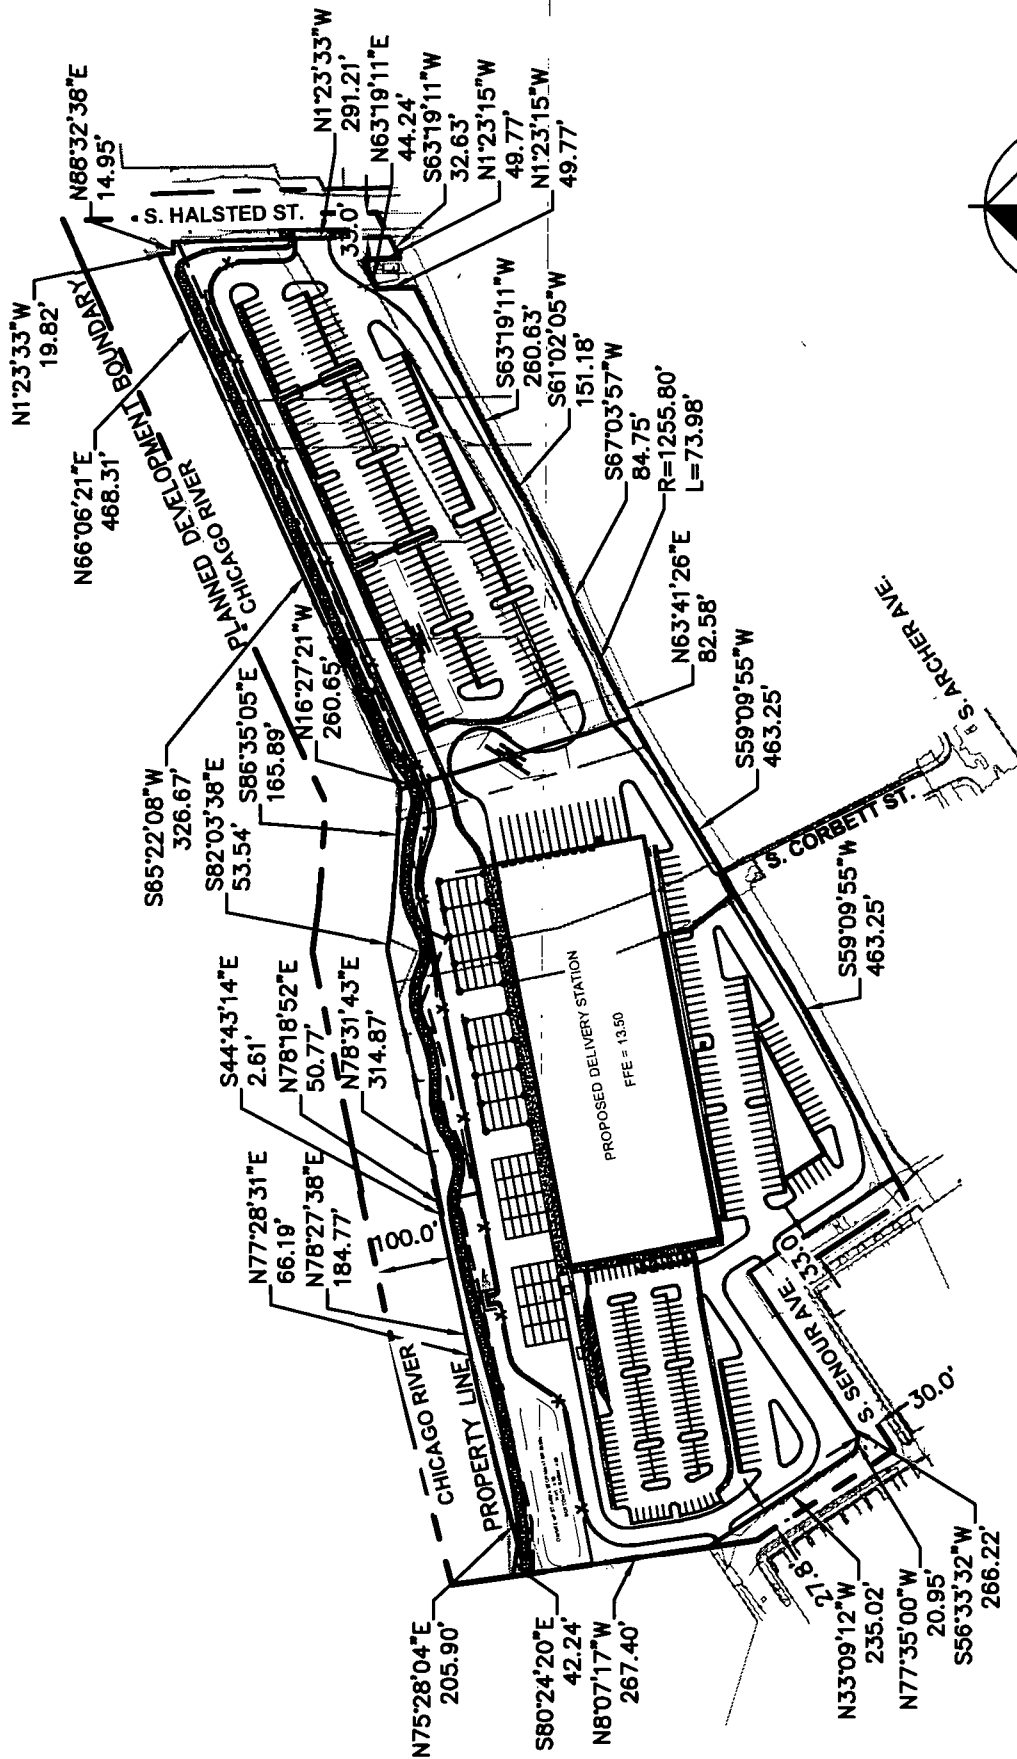 N88°32'38"E
14.95'
S. HALSTED ST.
N1°23'33"W
291.21'
N63°19'11"E
44.24'
S63°19'11"W
32.63'
N1°23'15"W
49.77'
N1°23'15"W
49.77'
33.0'
N1°23'33"W
19.82'
PLANNED DEVELOPMENT BOUNDARY
CHICAGO RIVER
N66°06'21"E
468.31'
S63°19'11"W
260.63'
S61°02'05"W
151.18'
S67°03'57"W
84.75'
R=1255.80'
L=73.98'
N63°41'26"E
82.58'
S65°22'08"W
326.67'
N16°27'21"W
260.65'
S86°35'05"E
165.89'
S82°03'38"E
53.54'
S59°09'55"W
463.25'
S. ARCHER AVE.
S. CORBETT ST.
S59°09'55"W
463.25'
S44°43'14"E
2.61'
N78°18'52"E
50.77'
N78°31'43"E
314.87'
PROPOSED DELIVERY STATION
FFE = 13.50
N77°28'31"E
66.19'
N78°27'38"E
184.77'
100.0'
CHICAGO RIVER
PROPERTY LINE
33.0'
S. SENOUR AVE.
30.0'
N75°28'04"E
205.90'
S80°24'20"E
42.24'
N8°07'17"W
267.40'
27.8'
N33°09'12"W
235.02'
N77°35'00"W
20.95'
S56°33'32"W
266.22'